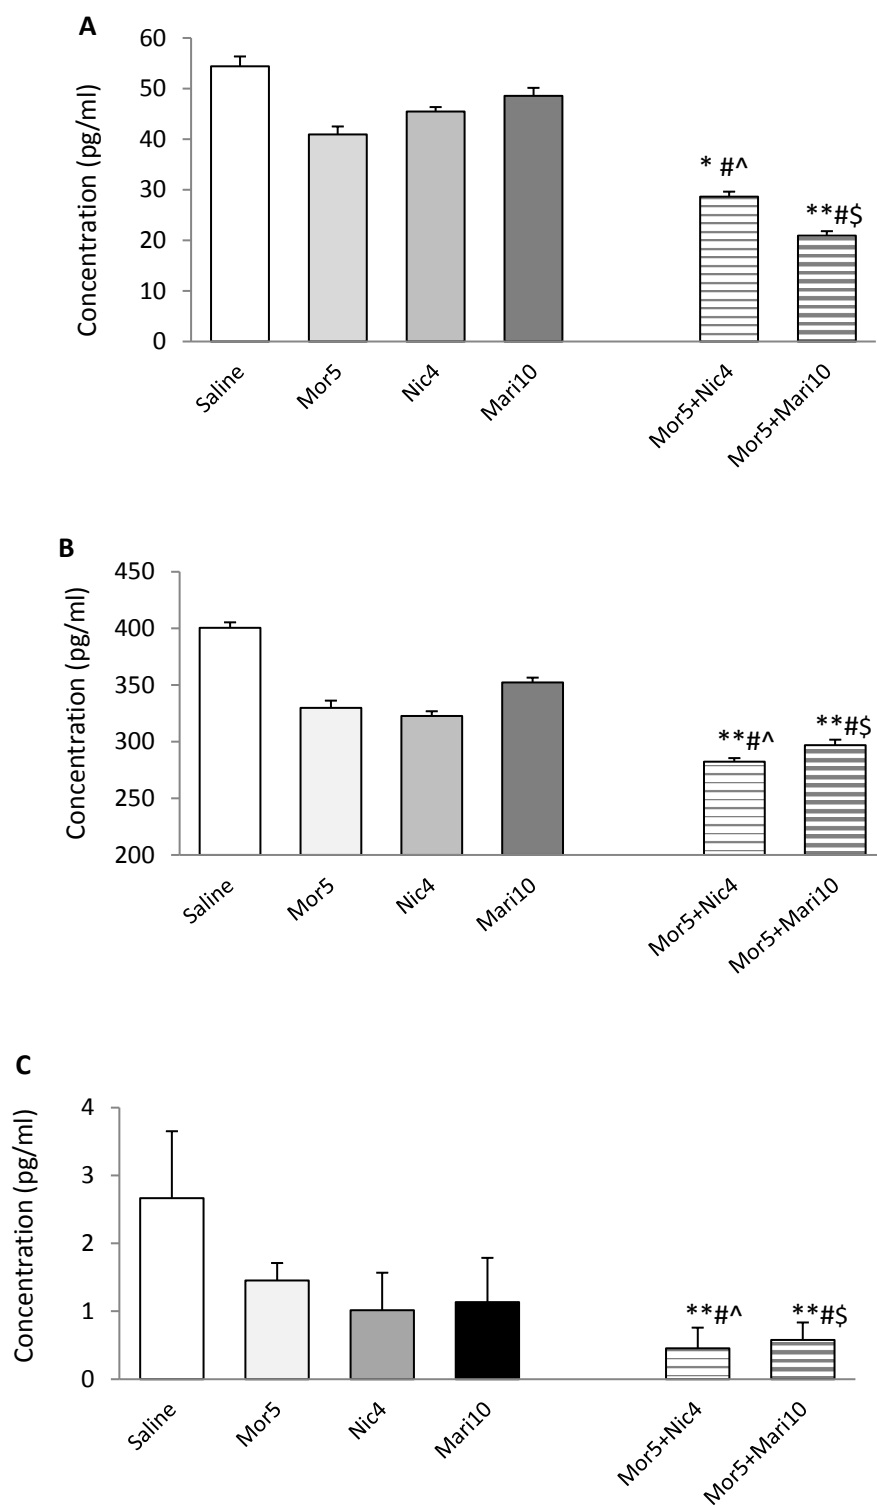 A
Concentration (pg/ml)
60
50
40
30
20
10
0
* #^
**#$
Saline
Mor5
Nic4
Mari10
Mor5+Nic4
Mor5+Mari10
B
Concentration (pg/ml)
450
400
350
300
250
200
**#^
**#$
Saline
Mor5
Nic4
Mari10
Mor5+Nic4
Mor5+Mari10
C
Concentration (pg/ml)
4
3
2
1
0
**#^
**#$
Saline
Mor5
Nic4
Mari10
Mor5+Nic4
Mor5+Mari10